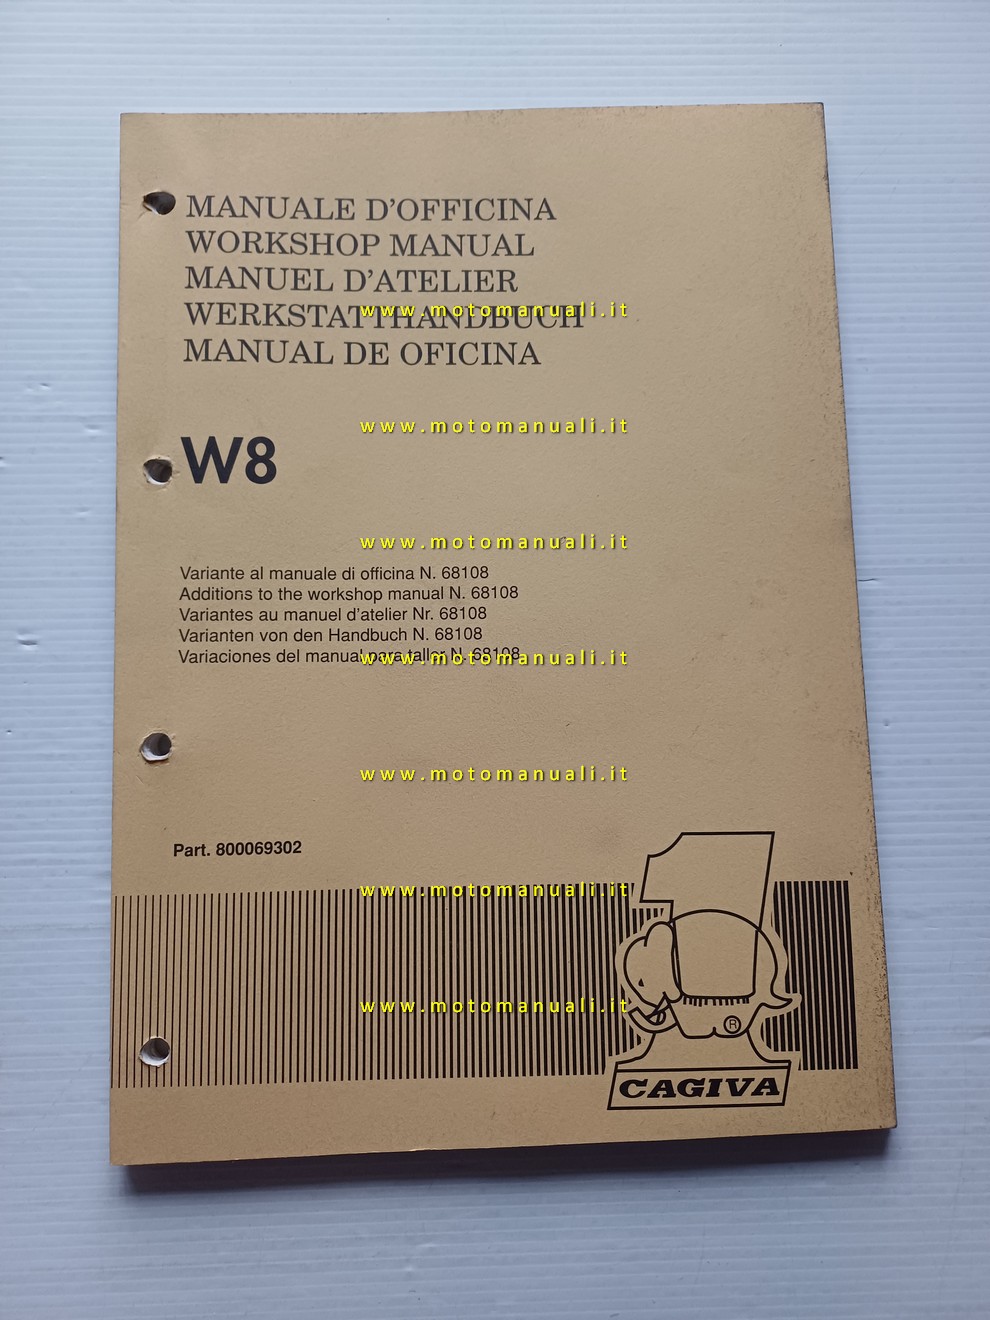 MANUALE D'OFFICINA
WORKSHOP MANUAL
MANUEL D'ATELIER
WERKSTATTHANDBUCH
www.motomanuali.it
MANUAL DE OFICINA
www.motomanuali.it
W8
www.motomanuali.it
Variante al manuale di officina N. 68108
Additions to the workshop manual N. 68108
Variantes au manuel d'atelier Nr. 68108
Varianten von den Handbuch N. 68108
Variaciones del manual para taller N. 68108
www.motomanuali.it
www.motomanuali.it
Part. 800069302
www.motomanuali.it
www.motomanuali.it
1
®
CAGIVA